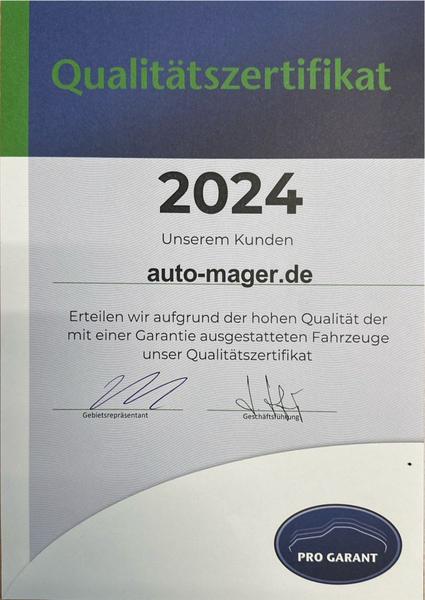 Qualitätszertifikat
2024
Unserem Kunden
auto-mager.de
Erteilen wir aufgrund der hohen Qualität der
mit einer Garantie ausgestatteten Fahrzeuge
unser Qualitätszertifikat
Gebietsrepräsentant
Geschäftsführung
PRO GARANT